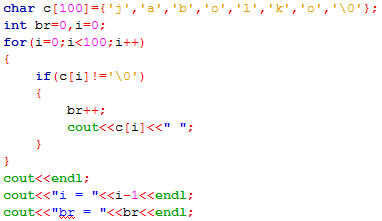 char c[100]={'j','a','b','o','l','k','o','\0'};
int br=0,i=0;
for(i=0;i<100;i++)
{
    if(c[i]!='\0')
    {
        br++;
        cout<<c[i]<<" ";
    }
}
cout<<endl;
cout<<"i = "<<i-1<<endl;
cout<<"br = "<<br<<endl;